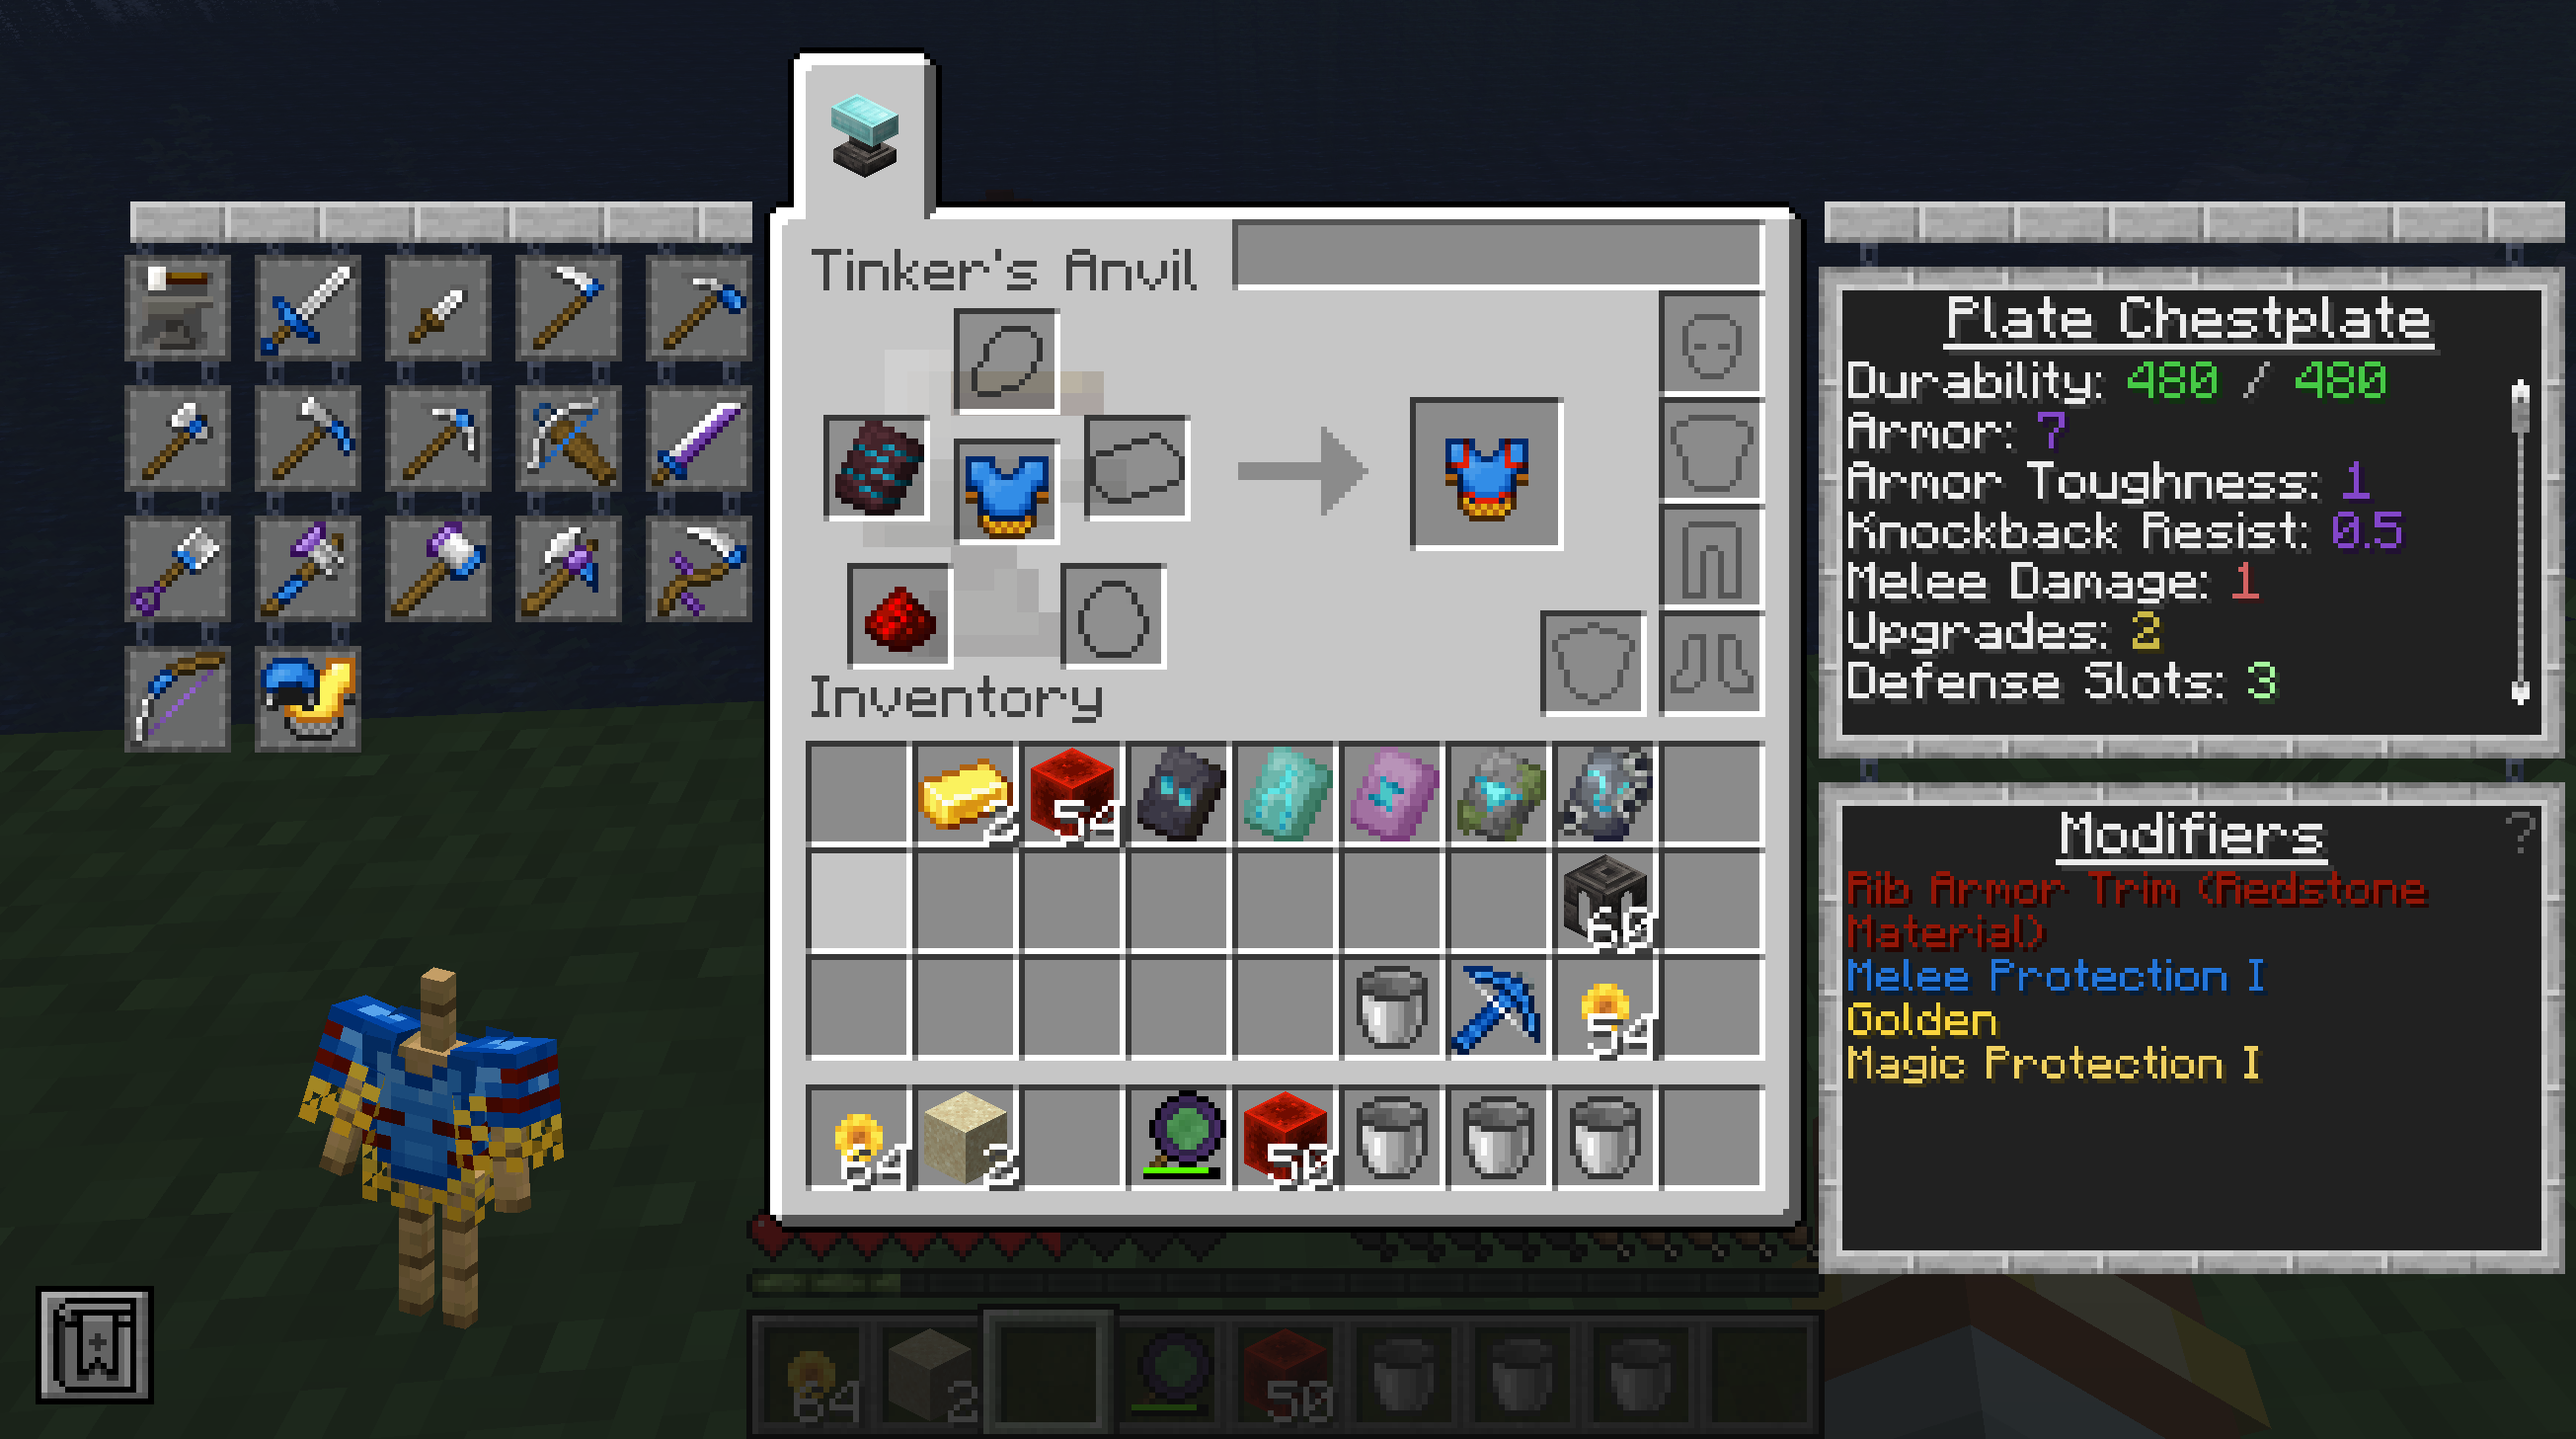 Tinker's Anvil
Inventory
2 54
60
54
64 2 50
64 2 50
Plate Chestplate
Durability: 480 / 480
Armor: 7
Armor Toughness: 1
Knockback Resist: 0.5
Melee Damage: 1
Upgrades: 2
Defense Slots: 3
Modifiers ?
Rib Armor Trim (Redstone
Material)
Melee Protection I
Golden
Magic Protection I